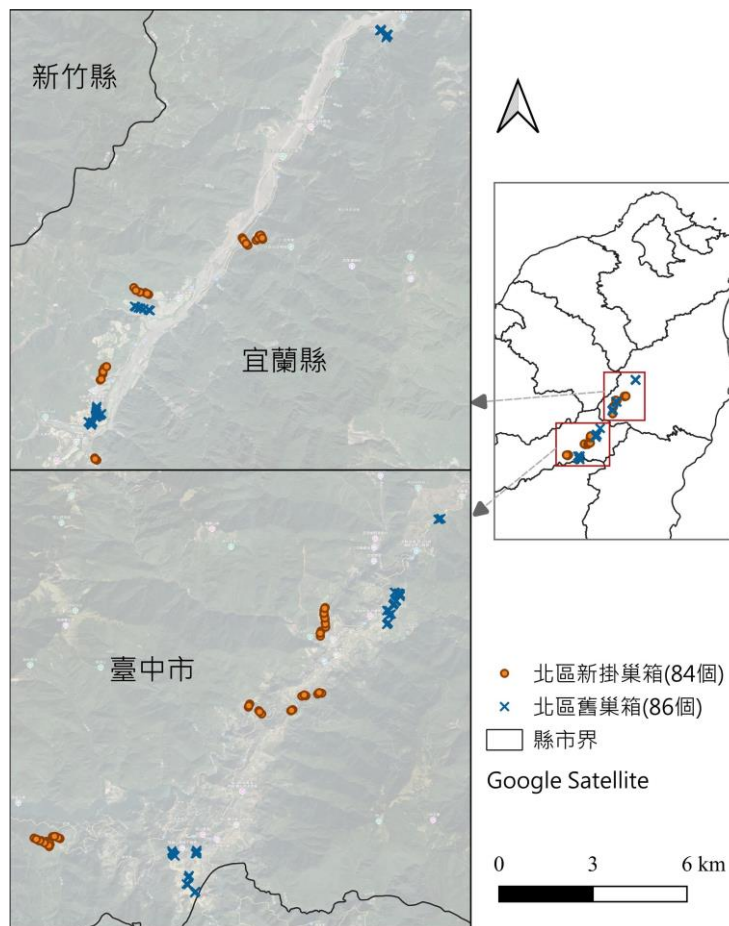 新竹縣
宜蘭縣
臺中市
北區新掛巢箱(84個)
北區舊巢箱(86個)
縣市界
Google Satellite
0 3 6 km